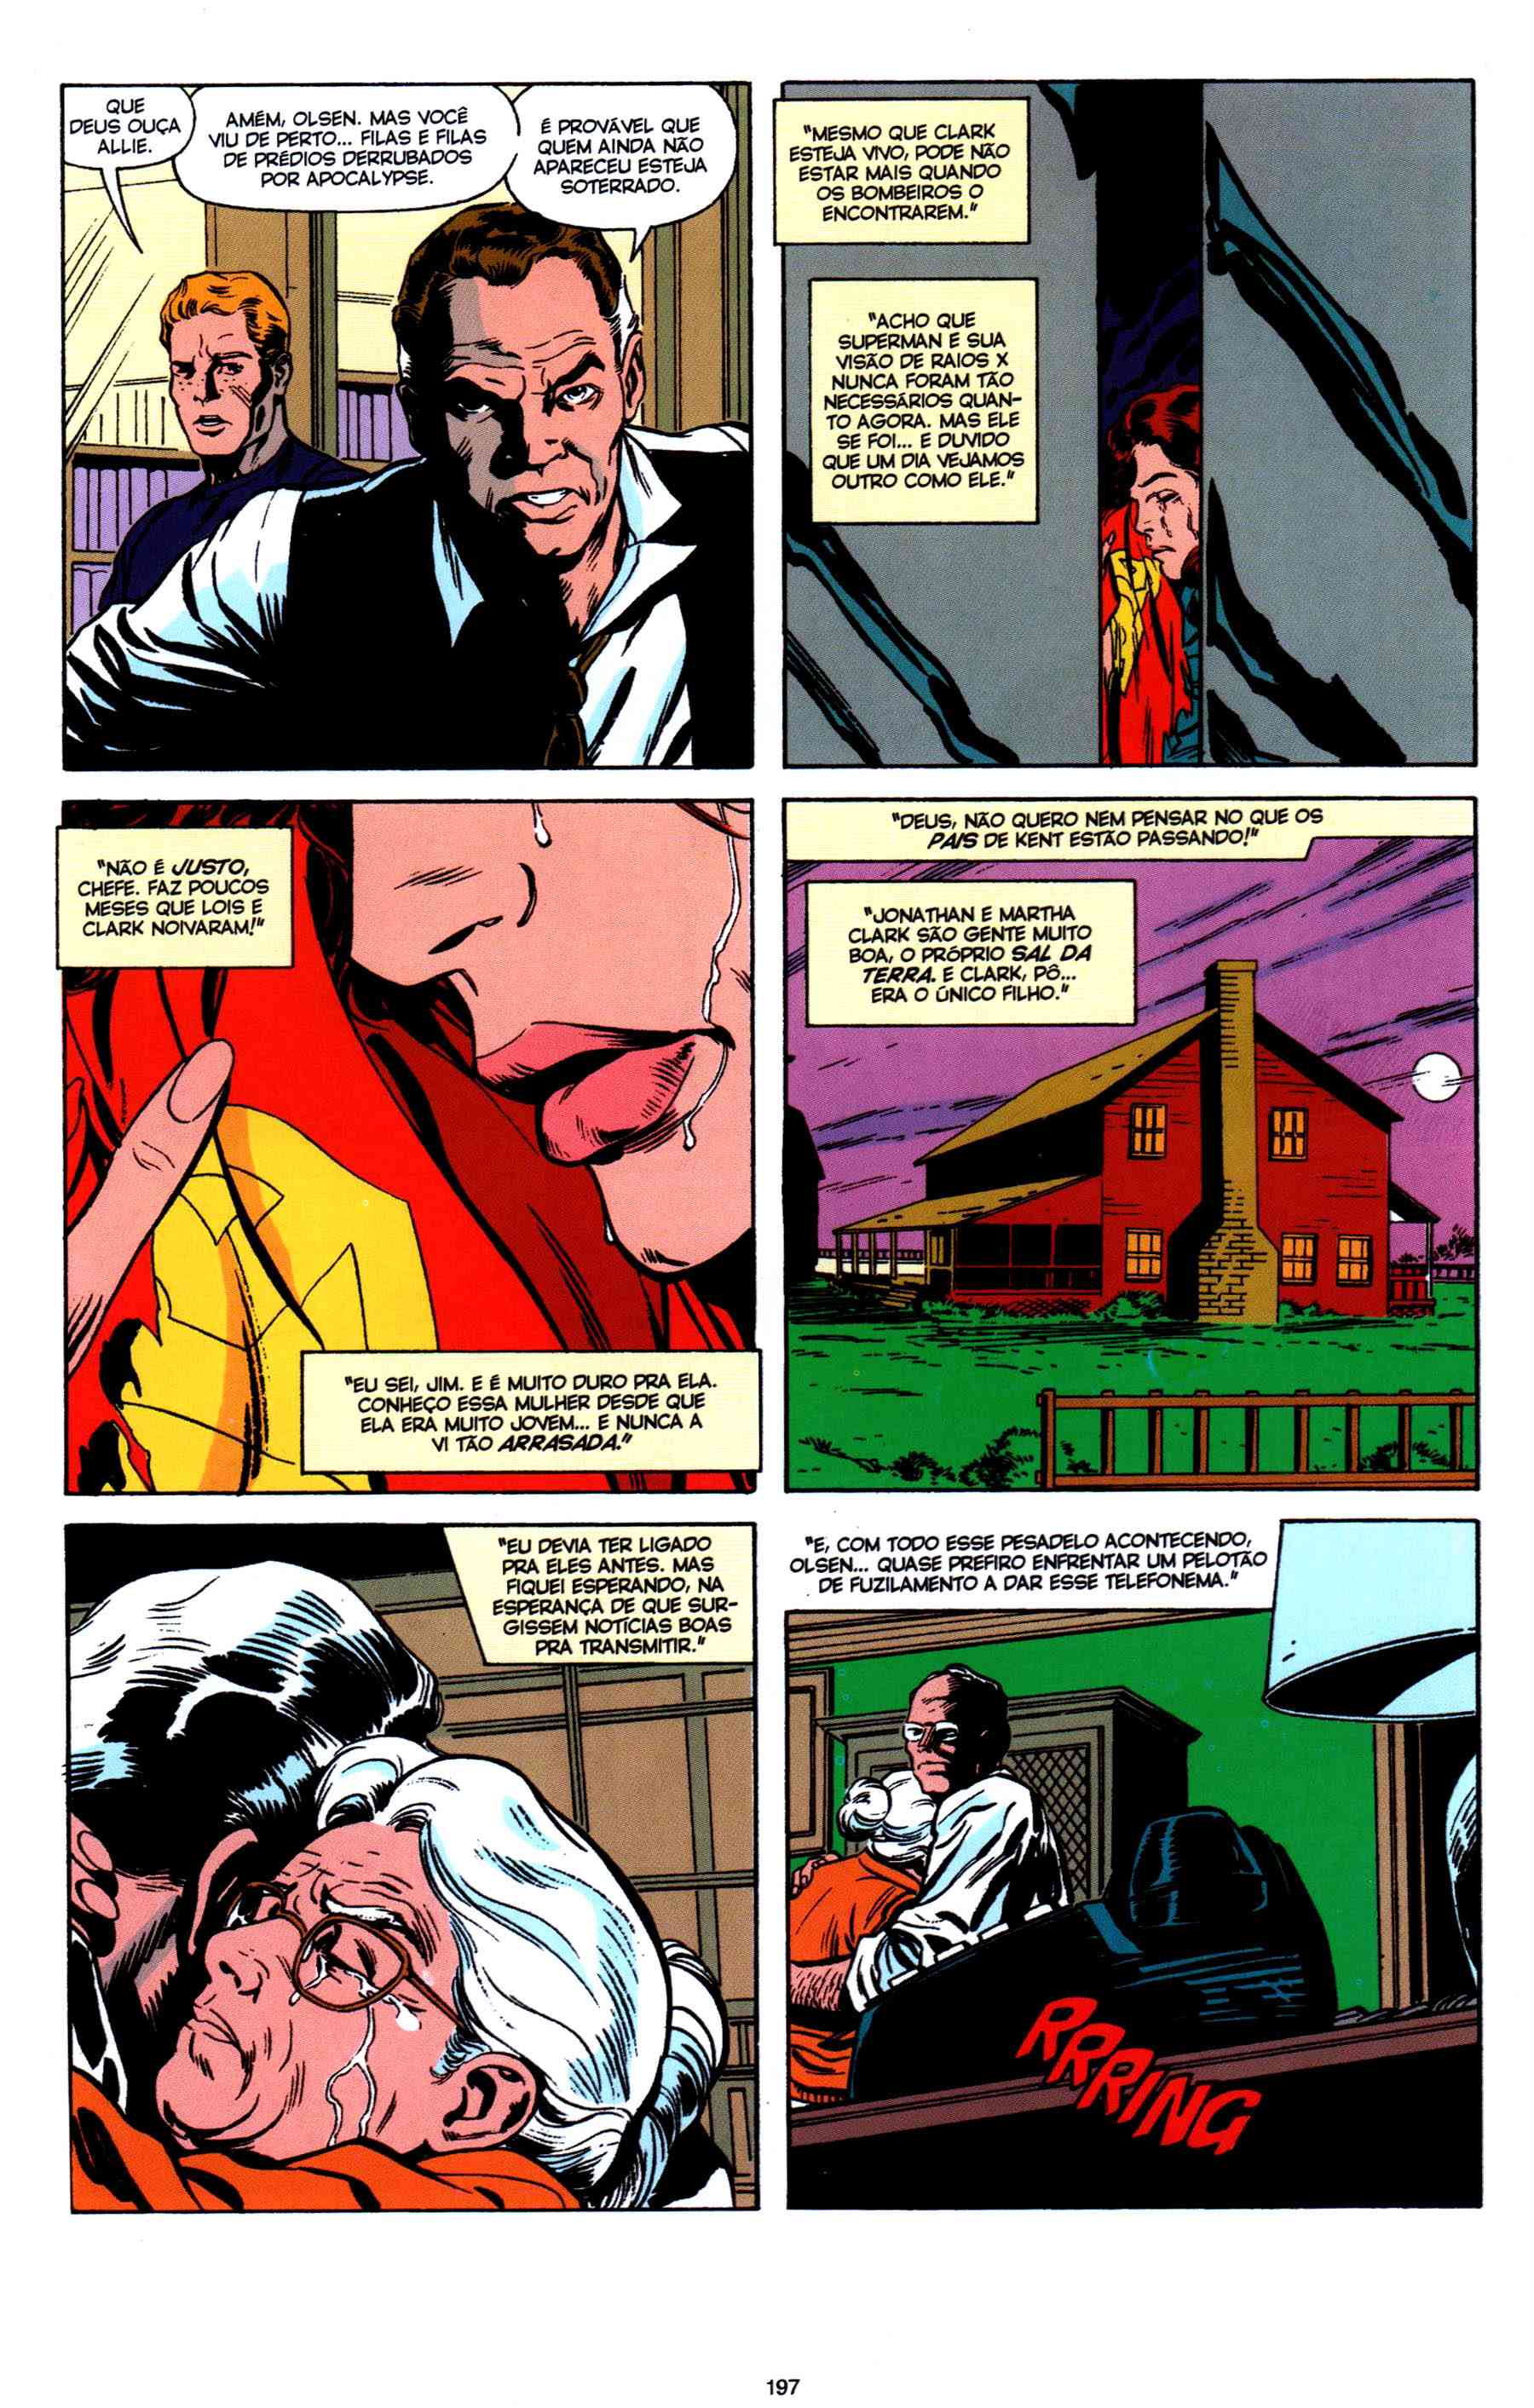 QUE
DEUS OUÇA
ALLIE.
AMÉM, OLSEN. MAS VOCÊ
VIU DE PERTO... FILAS E FILAS
DE PRÉDIOS DERRUBADOS
POR APOCALYPSE.
É PROVÁVEL QUE
QUEM AINDA NÃO
APARECEU ESTEJA
SOTERRADO.
"MESMO QUE CLARK
ESTEJA VIVO, PODE NÃO
ESTAR MAIS QUANDO
OS BOMBEIROS O
ENCONTRAREM."
"ACHO QUE
SUPERMAN E SUA
VISÃO DE RAIOS X
NUNCA FORAM TÃO
NECESSÁRIOS QUAN-
TO AGORA. MAS ELE
SE FOI... E DUVIDO
QUE UM DIA VEJAMOS
OUTRO COMO ELE."
"NÃO É JUSTO,
CHEFE. FAZ POUCOS
MESES QUE LOIS E
CLARK NOIVARAM!"
"EU SEI, JIM. E É MUITO DURO PRA ELA.
CONHEÇO ESSA MULHER DESDE QUE
ELA ERA MUITO JOVEM... E NUNCA A
VI TÃO ARRASADA."
"DEUS, NÃO QUERO NEM PENSAR NO QUE OS
PAIS DE KENT ESTÃO PASSANDO!"
"JONATHAN E MARTHA
CLARK SÃO GENTE MUITO
BOA, O PRÓPRIO SAL DA
TERRA. E CLARK, PÔ...
ERA O ÚNICO FILHO."
"EU DEVIA TER LIGADO
PRA ELES ANTES. MAS
FIQUEI ESPERANDO, NA
ESPERANÇA DE QUE SUR-
GISSEM NOTÍCIAS BOAS
PRA TRANSMITIR."
"E, COM TODO ESSE PESADELO ACONTECENDO,
OLSEN... QUASE PREFIRO ENFRENTAR UM PELOTÃO
DE FUZILAMENTO A DAR ESSE TELEFONEMA."
RRRING
197